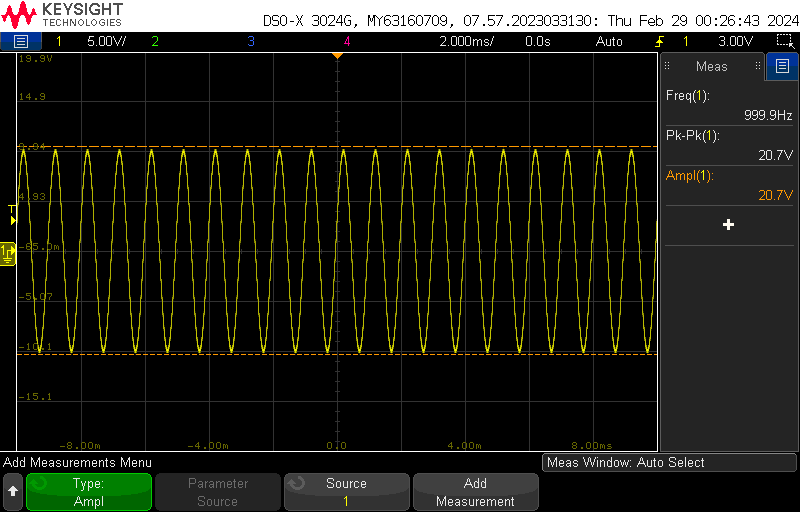 KEYSIGHT
TECHNOLOGIES
DSO-X 3024G, MY63160709, 07.57.2023033130: Thu Feb 29 00:26:43 2024
1 5.00V/ 2 3 4 2.000ms/ 0.0s Auto 1 3.00V
19.9V
14.9
9.94
4.93
-65.0m
-5.07
-10.1
-15.1
-8.00m -4.00m 0.0 4.00m 8.00ms
T
1
Meas
Freq(1):
999.9Hz
Pk-Pk(1):
20.7V
Ampl(1):
20.7V
+
Add Measurements Menu
Meas Window: Auto Select
Type:
Ampl
Parameter
Source
Source
1
Add
Measurement